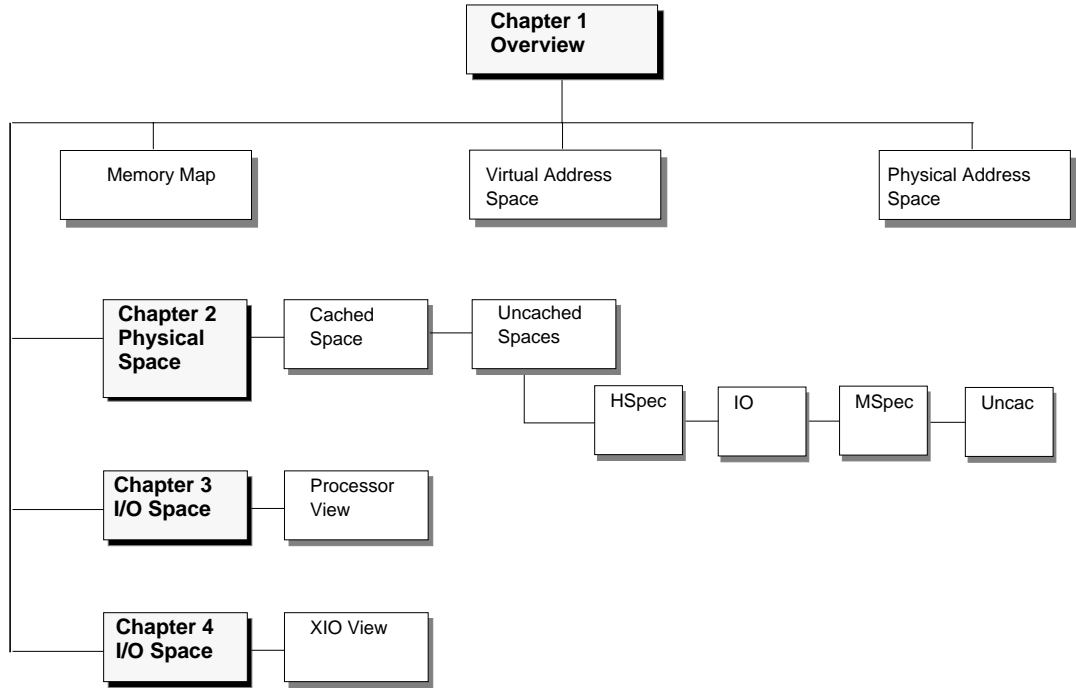 Chapter 1
Overview
Memory Map
Virtual Address
Space
Physical Address
Space
Chapter 2
Physical
Space
Cached
Space
Uncached
Spaces
HSpec
IO
MSpec
Uncac
Chapter 3
I/O Space
Processor
View
Chapter 4
I/O Space
XIO View